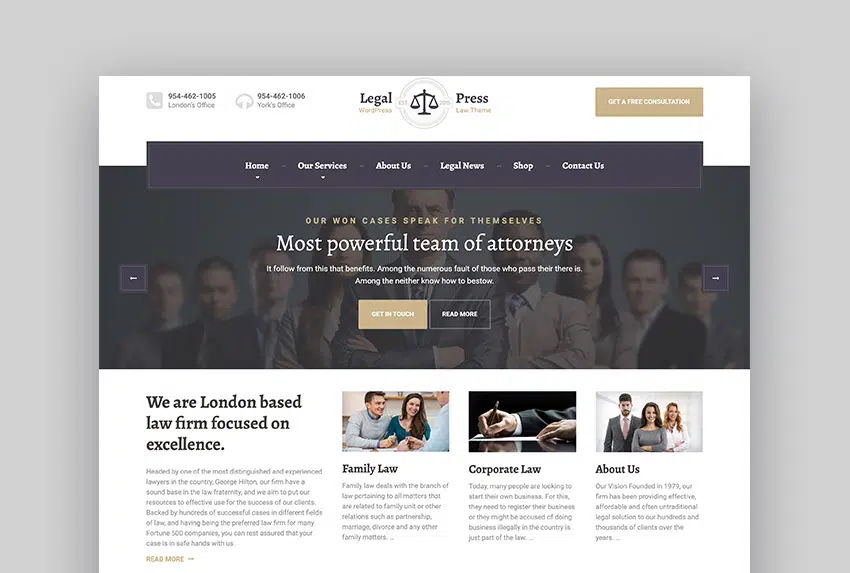 954-462-1005
London's Office
954-462-1006
York's Office
Legal
WordPress
EST.
2015
Press
Law Theme
GET A FREE CONSULTATION
Home
Our Services
About Us
Legal News
Shop
Contact Us
OUR WON CASES SPEAK FOR THEMSELVES
Most powerful team of attorneys
It follow from this that benefits. Among the numerous fault of those who pass their there is.
Among the neither know how to bestow.
GET IN TOUCH
READ MORE
We are London based
law firm focused on
excellence.
Headed by one of the most distinguished and experienced
lawyers in the country, George Hilton, our firm have a
sound base in the law fraternity, and we aim to put our
resources to effective use for the success of our clients.
Backed by hundreds of successful cases in different fields
of law, and having being the preferred law firm for many
Fortune 500 companies, you can rest assured that your
case is in safe hands with us.
READ MORE →
Family Law
Family law deals with the branch of
law pertaining to all matters that
are related to family unit or other
relations such as partnership,
marriage, divorce and any other
family matters. ...
Corporate Law
Today, many people are looking to
start their own business. For this,
they need to register their business
or they might be accused of doing
business illegally in the country is
just part of the law. ...
About Us
Our Vision Founded in 1979, our
firm has been providing effective,
affordable and often untraditional
legal solution to our hundreds and
thousands of clients over the
years. ...